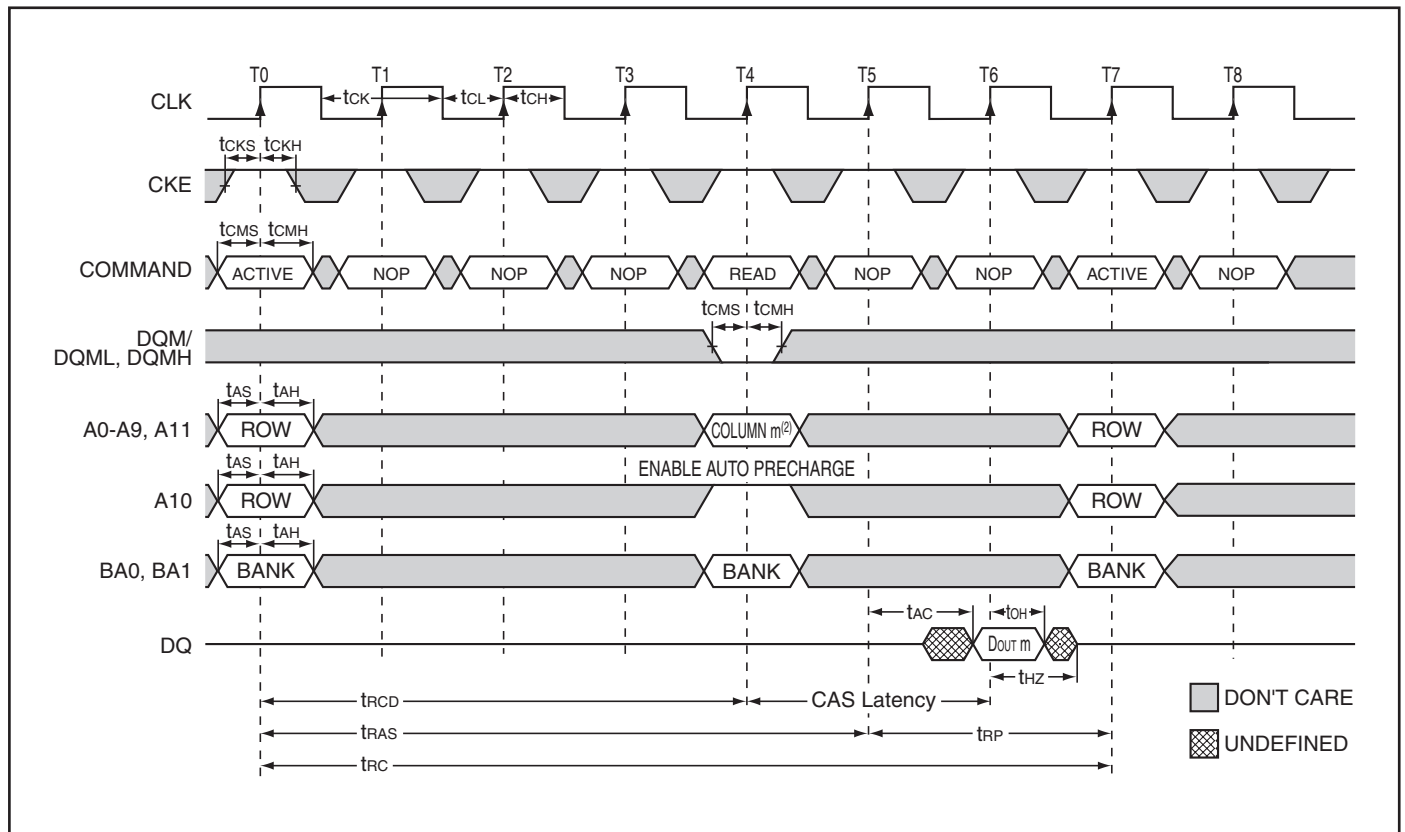 T0 T1 T2 T3 T4 T5 T6 T7 T8
CLK tCK tCL tCH
tCKS tCKH
CKE
tCMS tCMH
COMMAND ACTIVE NOP NOP NOP READ NOP NOP ACTIVE NOP
tCMS tCMH
DQM/
DQML, DQMH
tAS tAH
A0-A9, A11 ROW COLUMN m(2) ROW
tAS tAH ENABLE AUTO PRECHARGE
A10 ROW ROW
tAS tAH
BA0, BA1 BANK BANK BANK
tAC tOH
DQ DOUT m
tHZ
tRCD CAS Latency
DON'T CARE
tRAS tRP
UNDEFINED
tRC